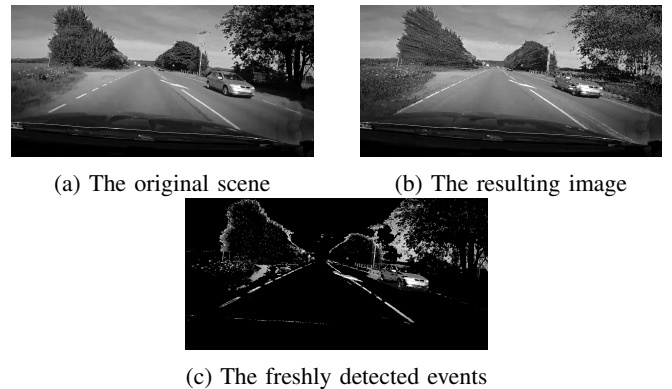 (a) The original scene
(b) The resulting image
(c) The freshly detected events